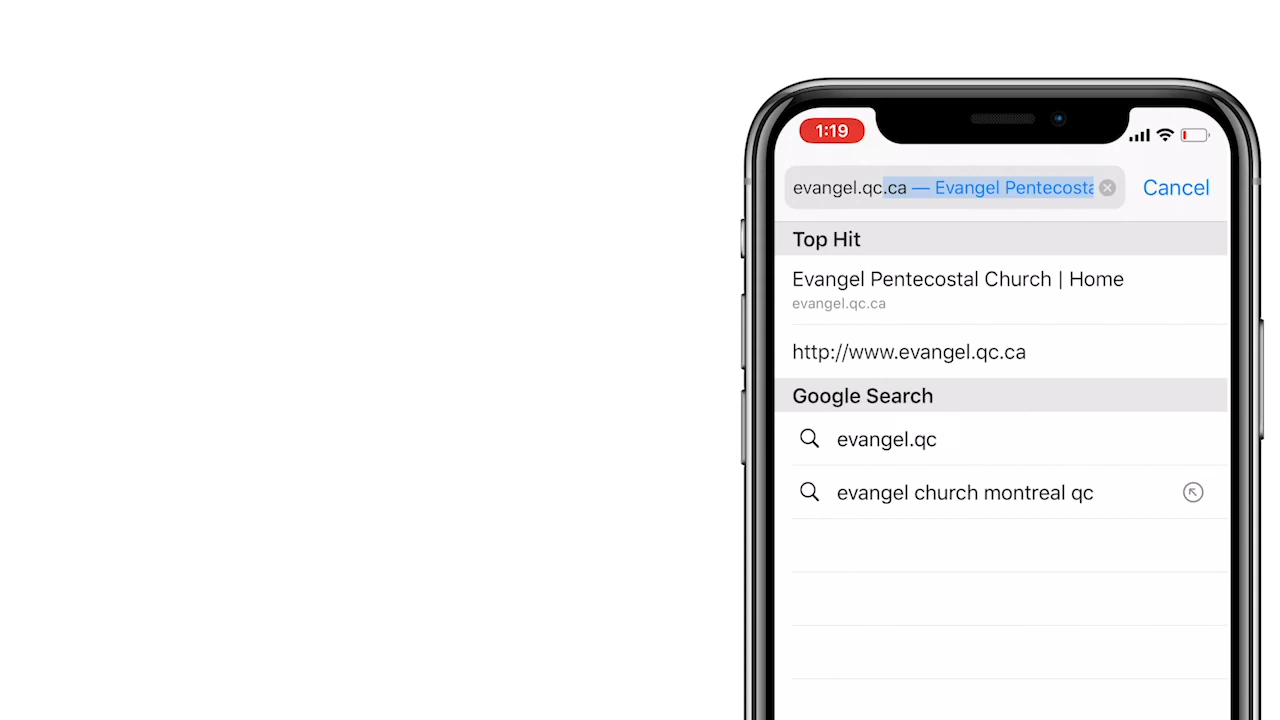 1:19
evangel.qc.ca — Evangel Pentecosta
Cancel
Top Hit
Evangel Pentecostal Church | Home
evangel.qc.ca
http://www.evangel.qc.ca
Google Search
evangel.qc
evangel church montreal qc